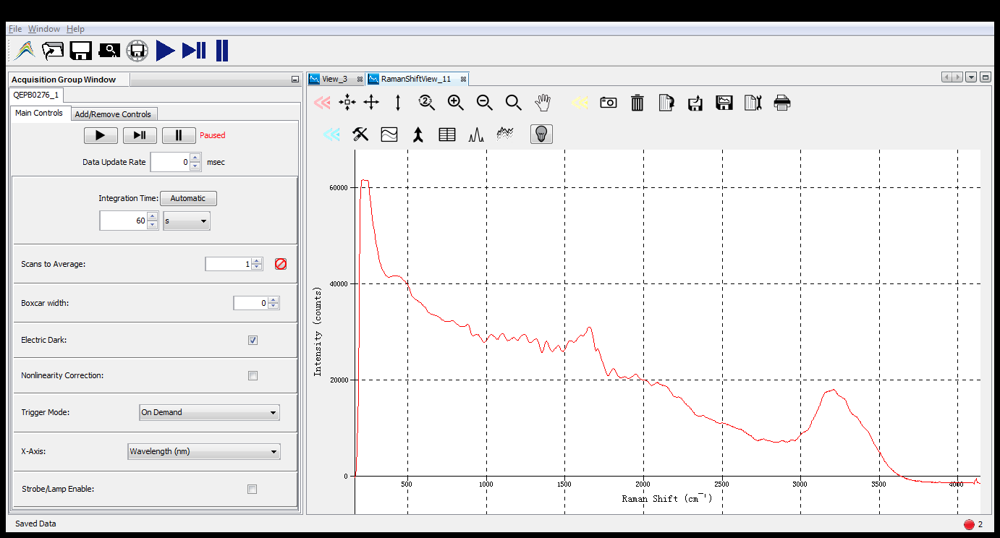 File Window Help
Acquisition Group Window
QEPB0276_1
Main Controls Add/Remove Controls
Paused
Data Update Rate 0 msec
Integration Time: Automatic
60 s
Scans to Average: 1
Boxcar width: 0
Electric Dark:
Nonlinearity Correction:
Trigger Mode: On Demand
X-Axis: Wavelength (nm)
Strobe/Lamp Enable:
View_3 RamanShiftView_11
2
Intensity (counts)
60000
40000
20000
0
500 1000 1500 2000 2500 3000 3500 4000
Raman Shift (cm⁻¹)
Saved Data
2